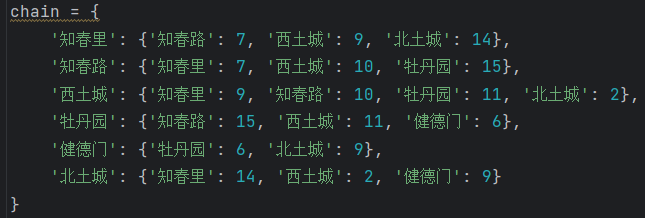 chain = {
'知春里': {'知春路': 7, '西土城': 9, '北土城': 14},
'知春路': {'知春里': 7, '西土城': 10, '牡丹园': 15},
'西土城': {'知春里': 9, '知春路': 10, '牡丹园': 11, '北土城': 2},
'牡丹园': {'知春路': 15, '西土城': 11, '健德门': 6},
'健德门': {'牡丹园': 6, '北土城': 9},
'北土城': {'知春里': 14, '西土城': 2, '健德门': 9}
}